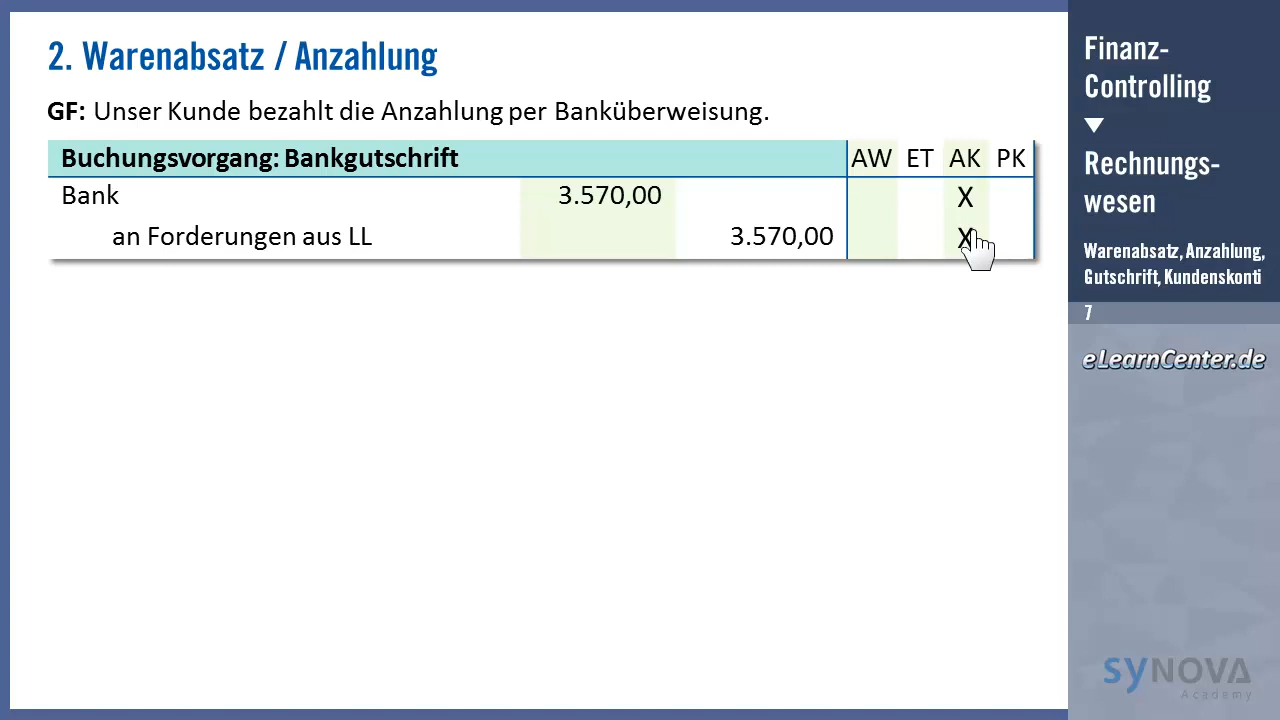 2. Warenabsatz / Anzahlung
GF: Unser Kunde bezahlt die Anzahlung per Banküberweisung.
Buchungsvorgang: Bankgutschrift AW ET AK PK
Bank 3.570,00 X
an Forderungen aus LL 3.570,00 X
Finanz-
Controlling
Rechnungs-
wesen
Warenabsatz, Anzahlung,
Gutschrift, Kundenskonti
7
eLearnCenter.de
SYNOVA
Academy